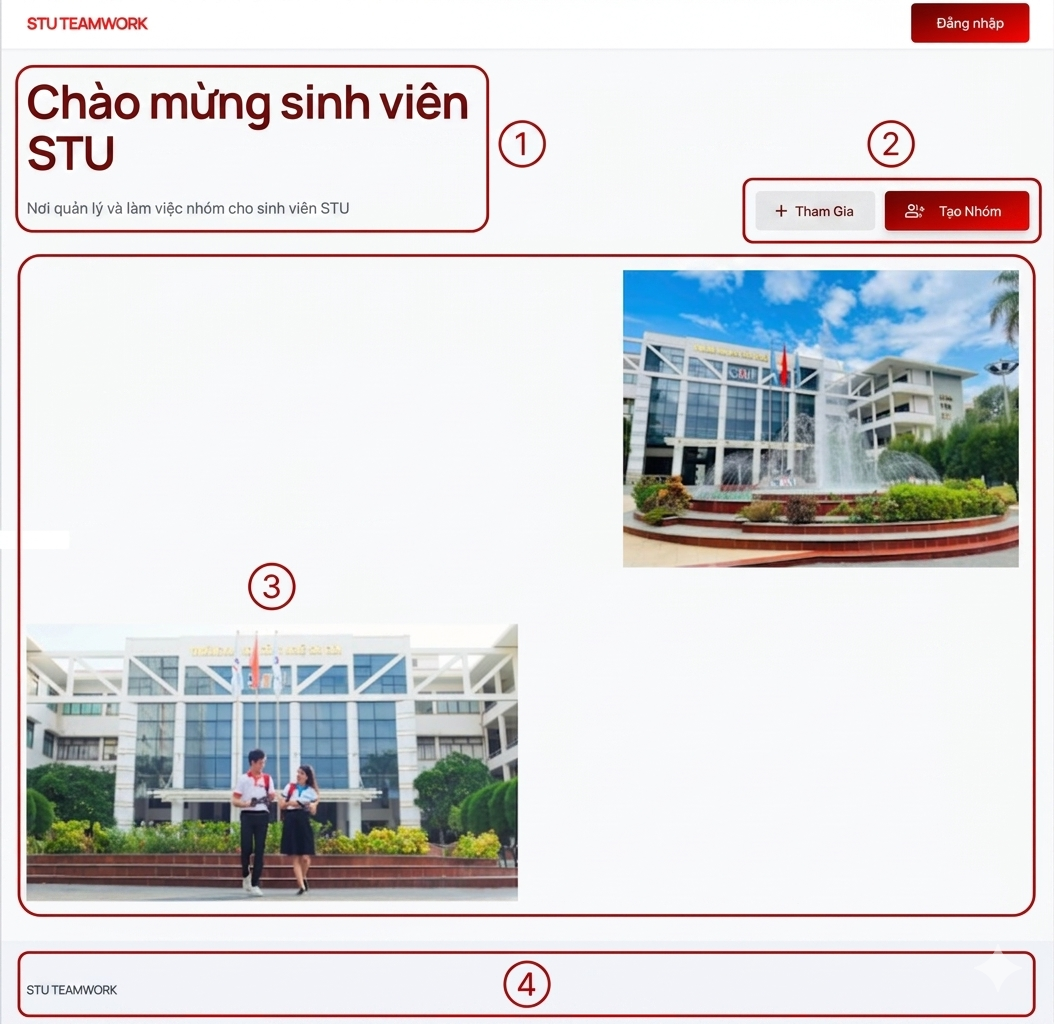 STU TEAMWORK
Đăng nhập
Chào mừng sinh viên
STU
Nơi quản lý và làm việc nhóm cho sinh viên STU
1
2
+ Tham Gia
Tạo Nhóm
3
4
STU TEAMWORK